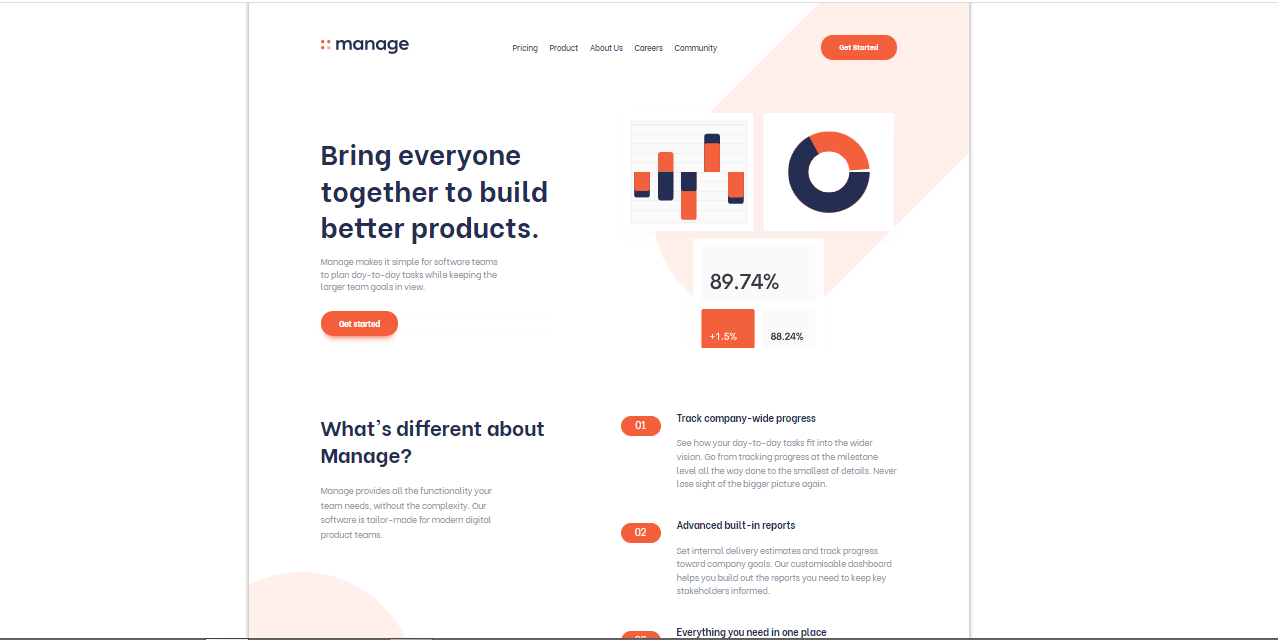 manage
Pricing Product About Us Careers Community
Get Started
Bring everyone
together to build
better products.
Manage makes it simple for software teams
to plan day-to-day tasks while keeping the
larger team goals in view.
Get started
89.74%
+1.5%
88.24%
What's different about
Manage?
Manage provides all the functionality your
team needs, without the complexity. Our
software is tailor-made for modern digital
product teams.
01
Track company-wide progress
See how your day-to-day tasks fit into the wider
vision. Go from tracking progress at the milestone
level all the way done to the smallest of details. Never
lose sight of the bigger picture again.
02
Advanced built-in reports
Set internal delivery estimates and track progress
toward company goals. Our customisable dashboard
helps you build out the reports you need to keep key
stakeholders informed.
Everything you need in one place